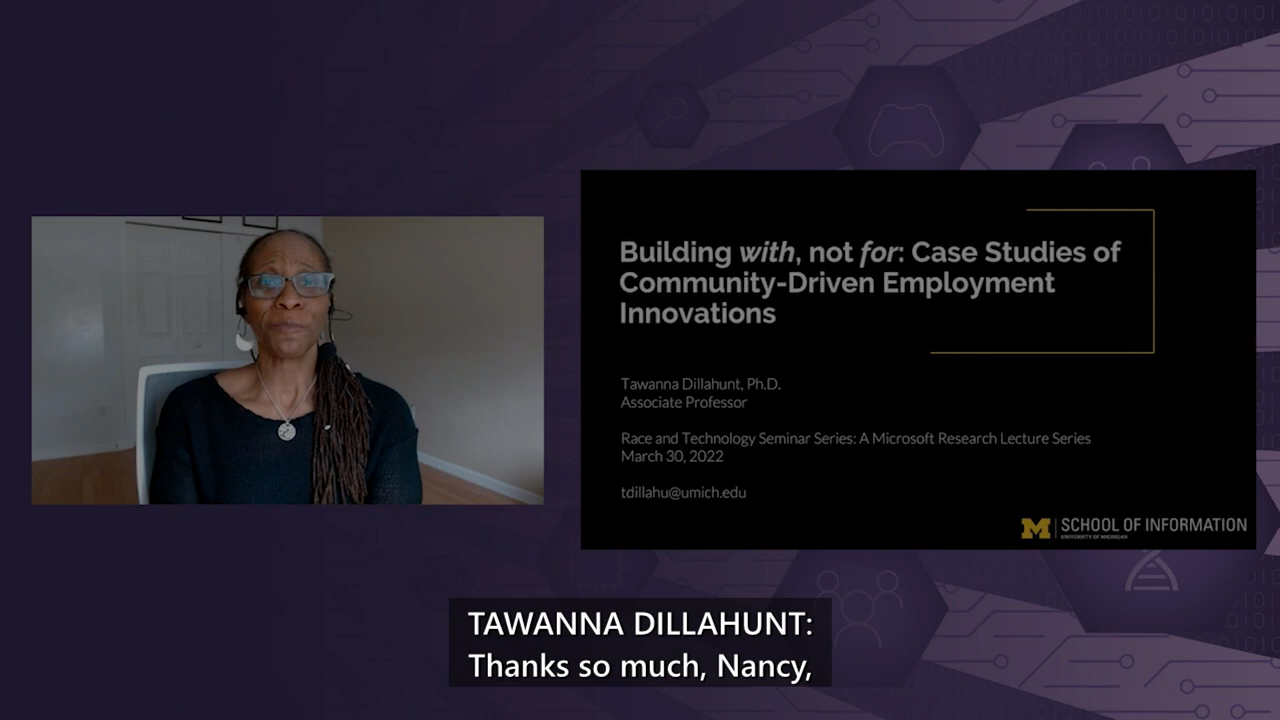 Building with, not for: Case Studies of
Community-Driven Employment
Innovations
Tawanna Dillahunt, Ph.D.
Associate Professor
Race and Technology Seminar Series: A Microsoft Research Lecture Series
March 30, 2022
tdillahu@umich.edu
M | SCHOOL OF INFORMATION
UNIVERSITY OF MICHIGAN
TAWANNA DILLAHUNT:
Thanks so much, Nancy,